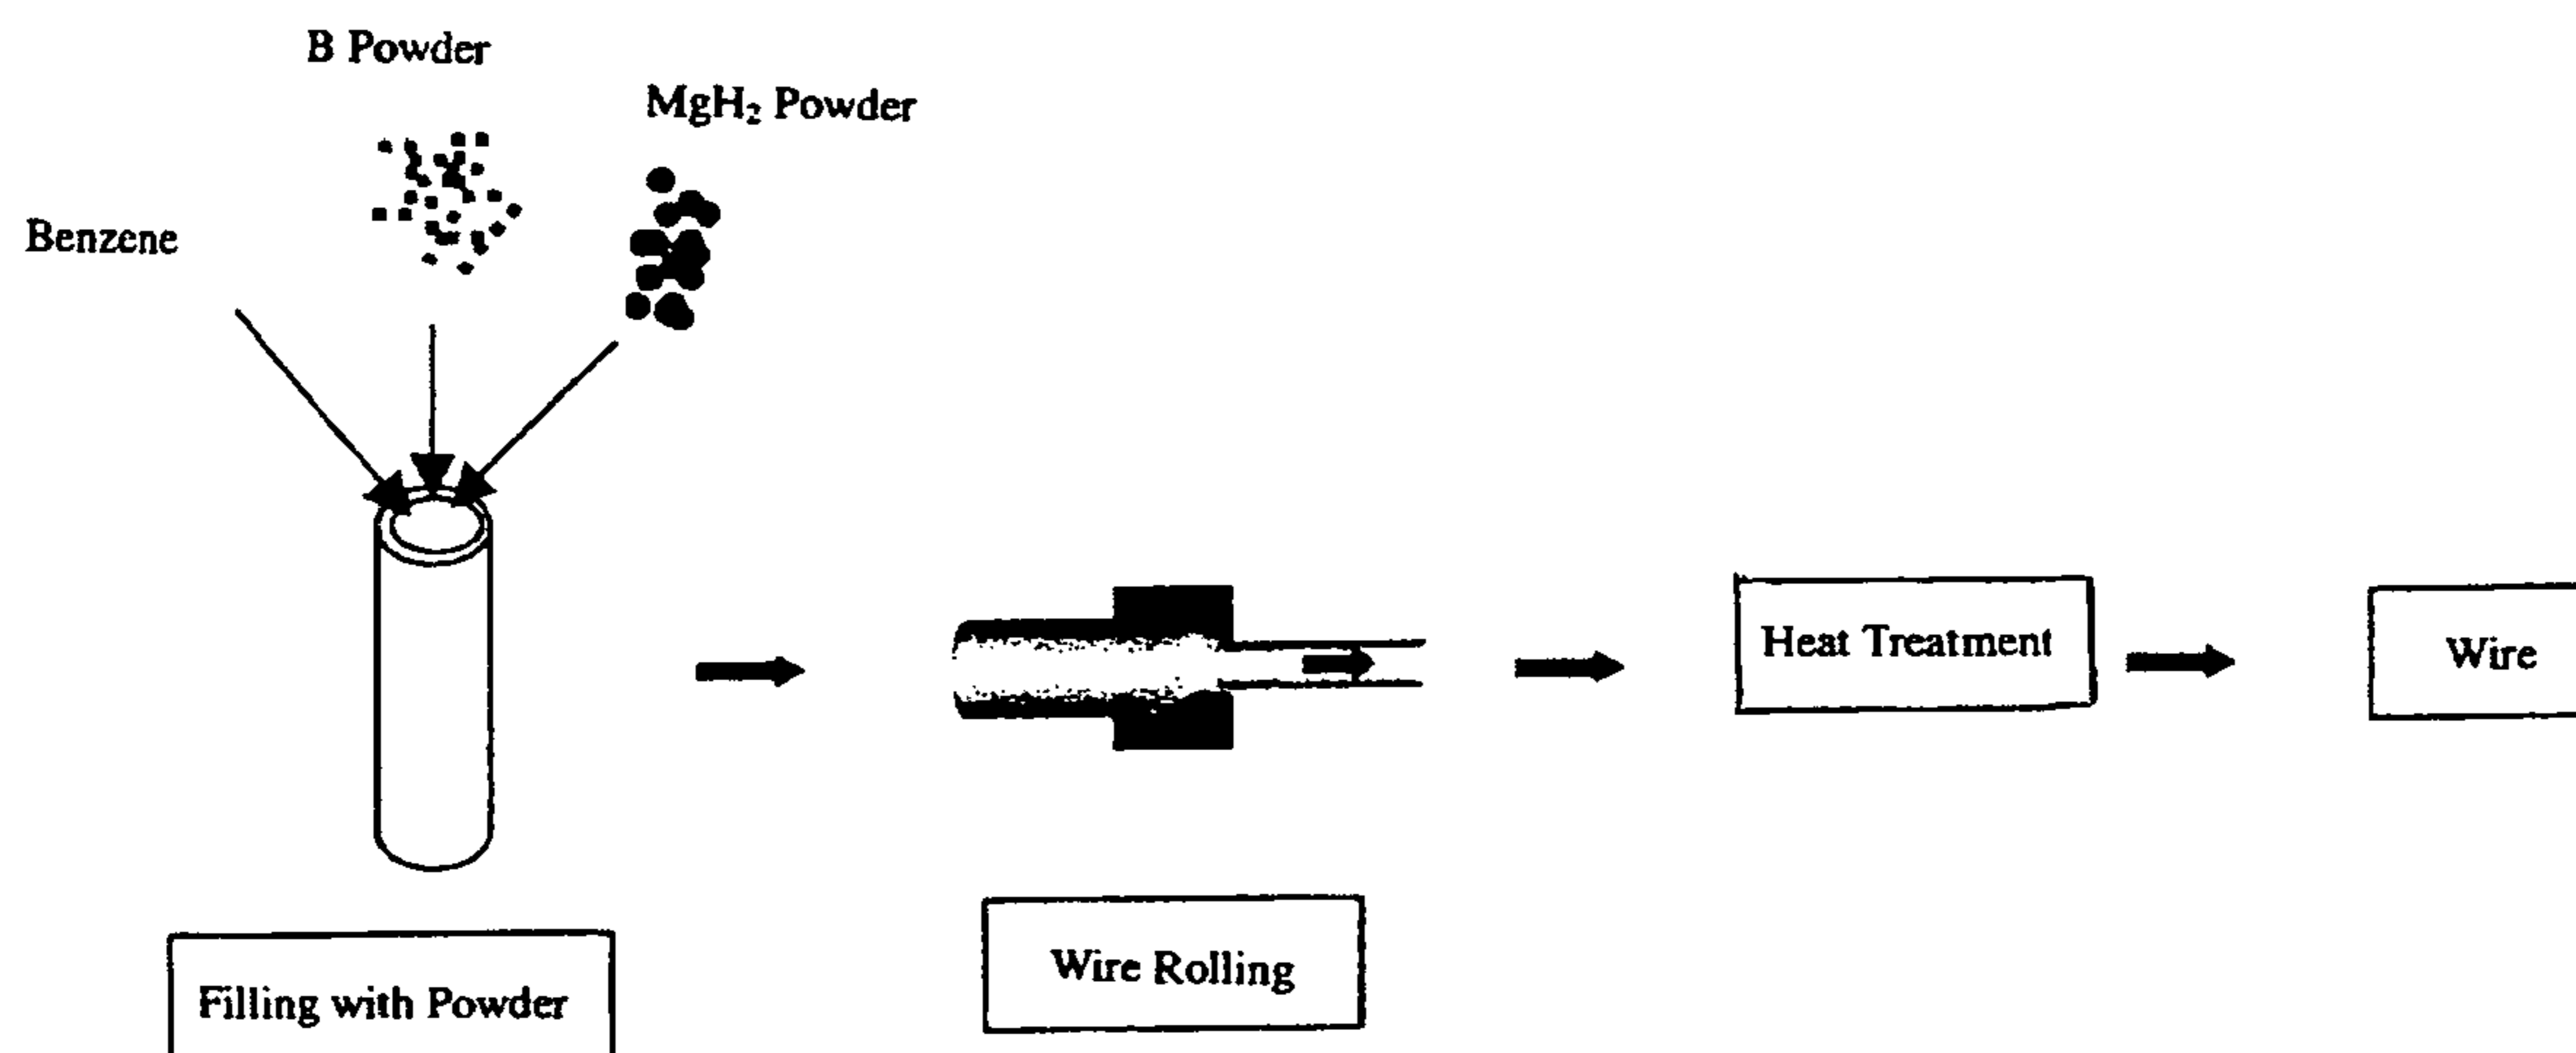 B Powder
MgH₂ Powder
Benzene
Heat Treatment
Wire
Wire Rolling
Filling with Powder